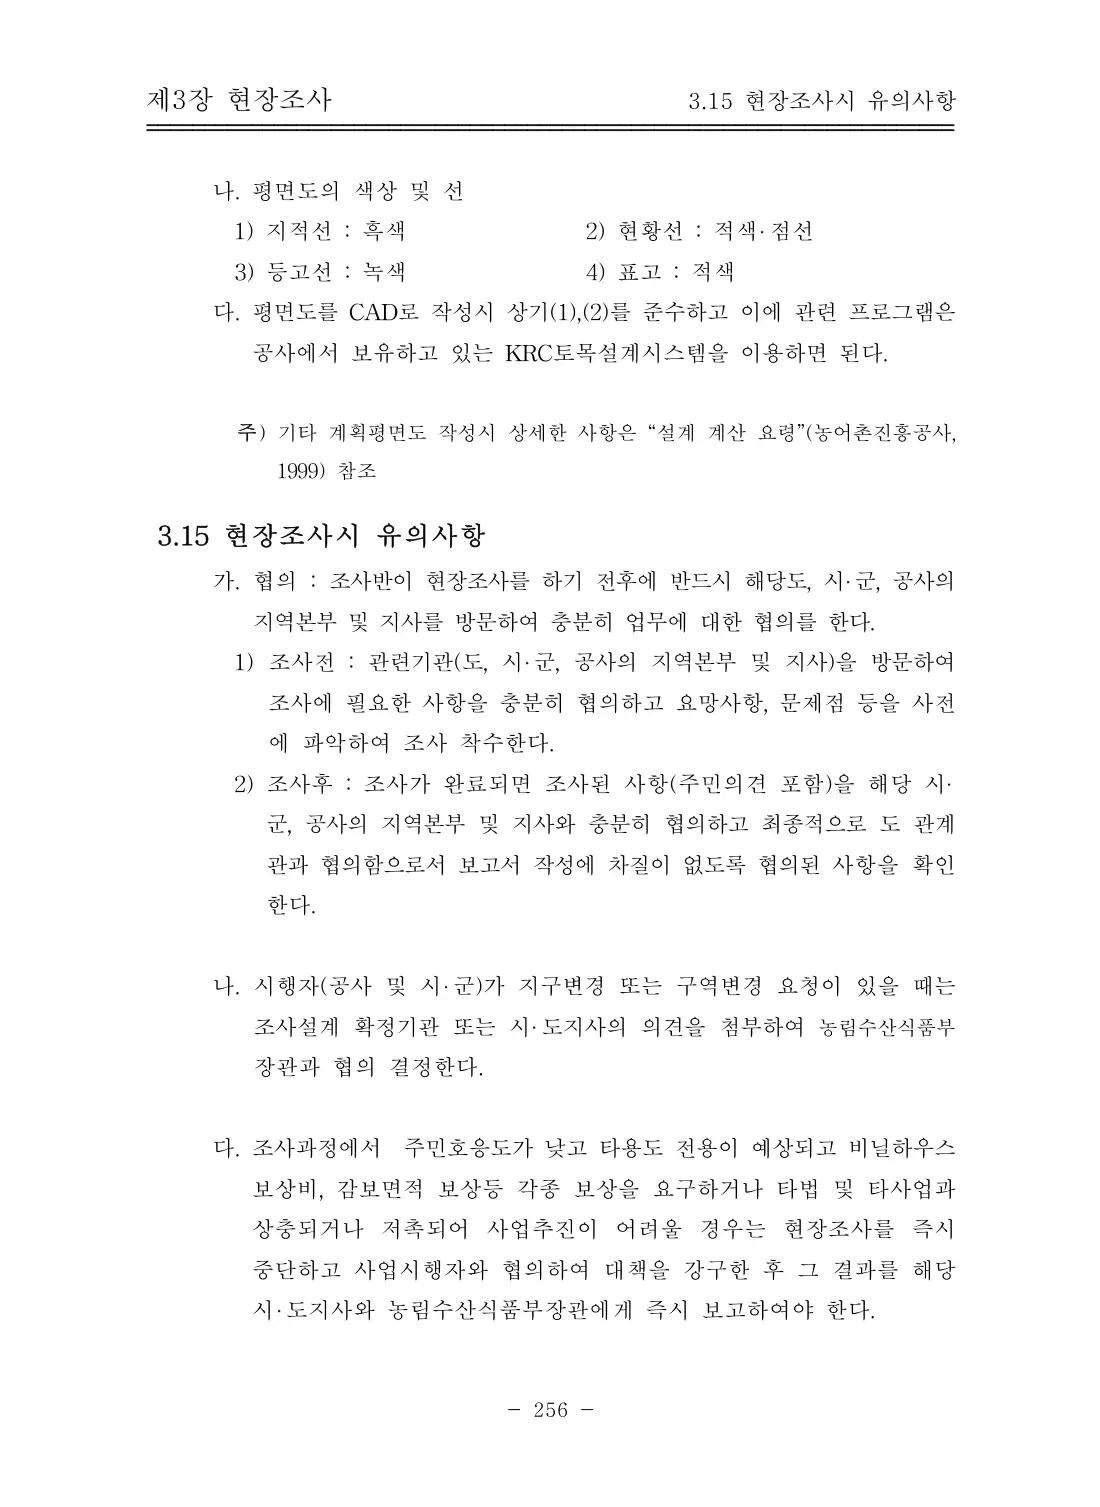 제3장 현장조사
3.15 현장조사시 유의사항
나. 평면도의 색상 및 선
1) 지적선 : 흑색 2) 현황선 : 적색·점선
3) 등고선 : 녹색 4) 표고 : 적색
다. 평면도를 CAD로 작성시 상기(1),(2)를 준수하고 이에 관련 프로그램은
공사에서 보유하고 있는 KRC토목설계시스템을 이용하면 된다.
주) 기타 계획평면도 작성시 상세한 사항은 “설계 계산 요령”(농어촌진흥공사,
1999) 참조
3.15 현장조사시 유의사항
가. 협의 : 조사반이 현장조사를 하기 전후에 반드시 해당도, 시·군, 공사의
지역본부 및 지사를 방문하여 충분히 업무에 대한 협의를 한다.
1) 조사전 : 관련기관(도, 시·군, 공사의 지역본부 및 지사)을 방문하여
조사에 필요한 사항을 충분히 협의하고 요망사항, 문제점 등을 사전
에 파악하여 조사 착수한다.
2) 조사후 : 조사가 완료되면 조사된 사항(주민의견 포함)을 해당 시·
군, 공사의 지역본부 및 지사와 충분히 협의하고 최종적으로 도 관계
관과 협의함으로서 보고서 작성에 차질이 없도록 협의된 사항을 확인
한다.
나. 시행자(공사 및 시·군)가 지구변경 또는 구역변경 요청이 있을 때는
조사설계 확정기관 또는 시·도지사의 의견을 첨부하여 농림수산식품부
장관과 협의 결정한다.
다. 조사과정에서 주민호응도가 낮고 타용도 전용이 예상되고 비닐하우스
보상비, 감보면적 보상등 각종 보상을 요구하거나 타법 및 타사업과
상충되거나 저촉되어 사업추진이 어려울 경우는 현장조사를 즉시
중단하고 사업시행자와 협의하여 대책을 강구한 후 그 결과를 해당
시·도지사와 농림수산식품부장관에게 즉시 보고하여야 한다.
- 256 -